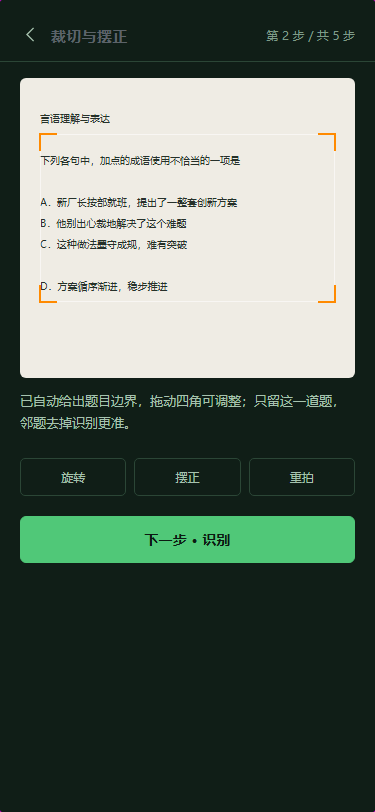 裁切与摆正
第 2 步 / 共 5 步
言语理解与表达
下列各句中，加点的成语使用不恰当的一项是
A．新厂长按部就班，提出了一整套创新方案
B．他别出心裁地解决了这个难题
C．这种做法墨守成规，难有突破
D．方案循序渐进，稳步推进
已自动给出题目边界，拖动四角可调整；只留这一道题，
邻题去掉识别更准。
旋转
摆正
重拍
下一步 • 识别